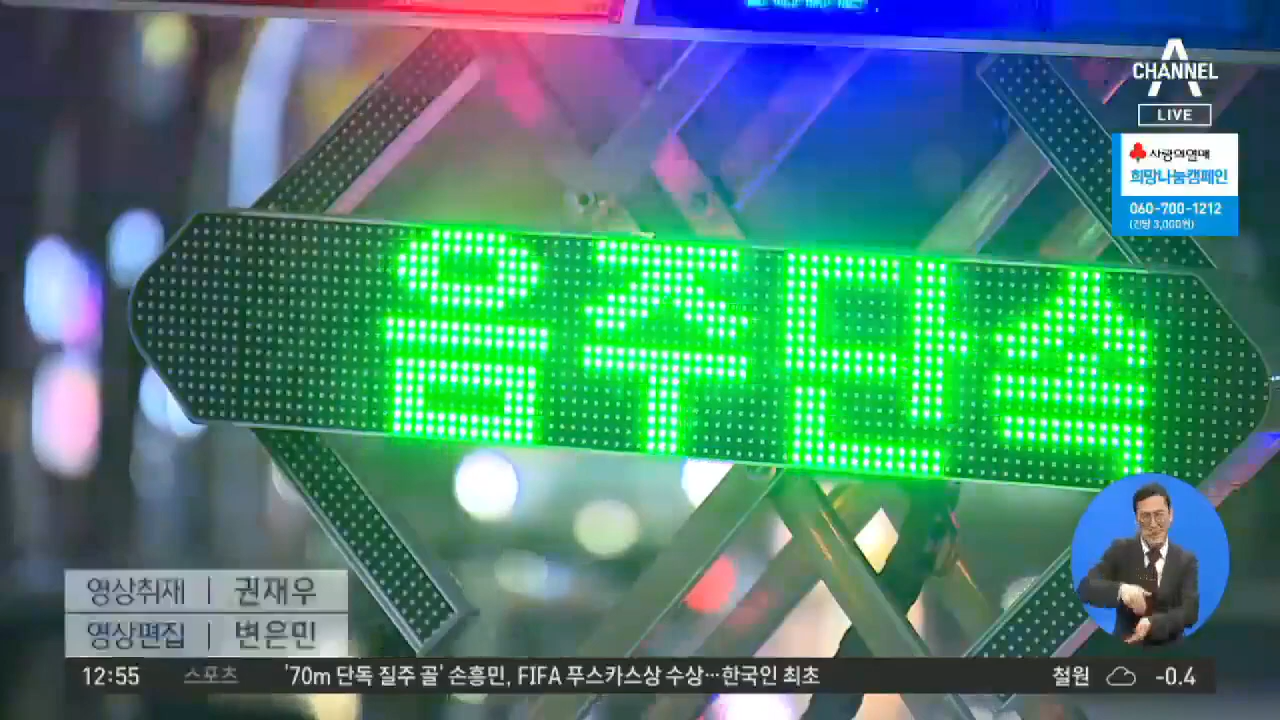 CHANNEL A
LIVE
사랑의열매
희망나눔캠페인
060-700-1212
(건당 3,000원)
음주단속
영상취재 | 권재우
영상편집 | 변은민
12:55 스포츠 '70m 단독 질주 골' 손흥민, FIFA 푸스카스상 수상…한국인 최초 철원 -0.4